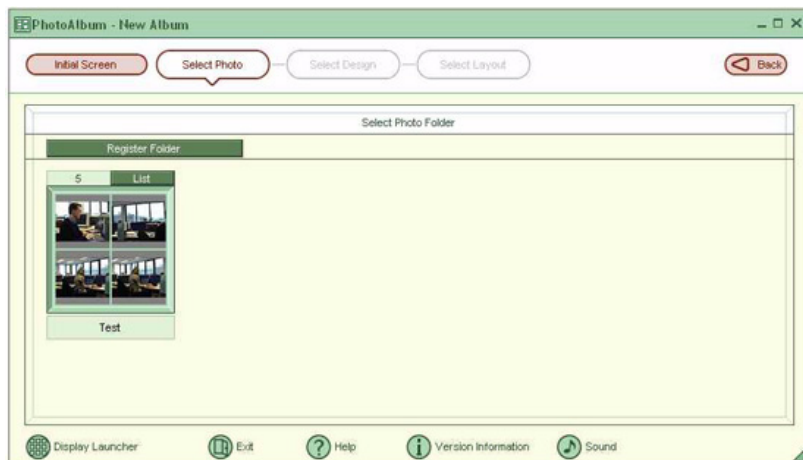 PhotoAlbum - New Album
Initial Screen Select Photo Select Design Select Layout Back
Select Photo Folder
Register Folder
5 List
Test
Display Launcher Exit Help Version Information Sound